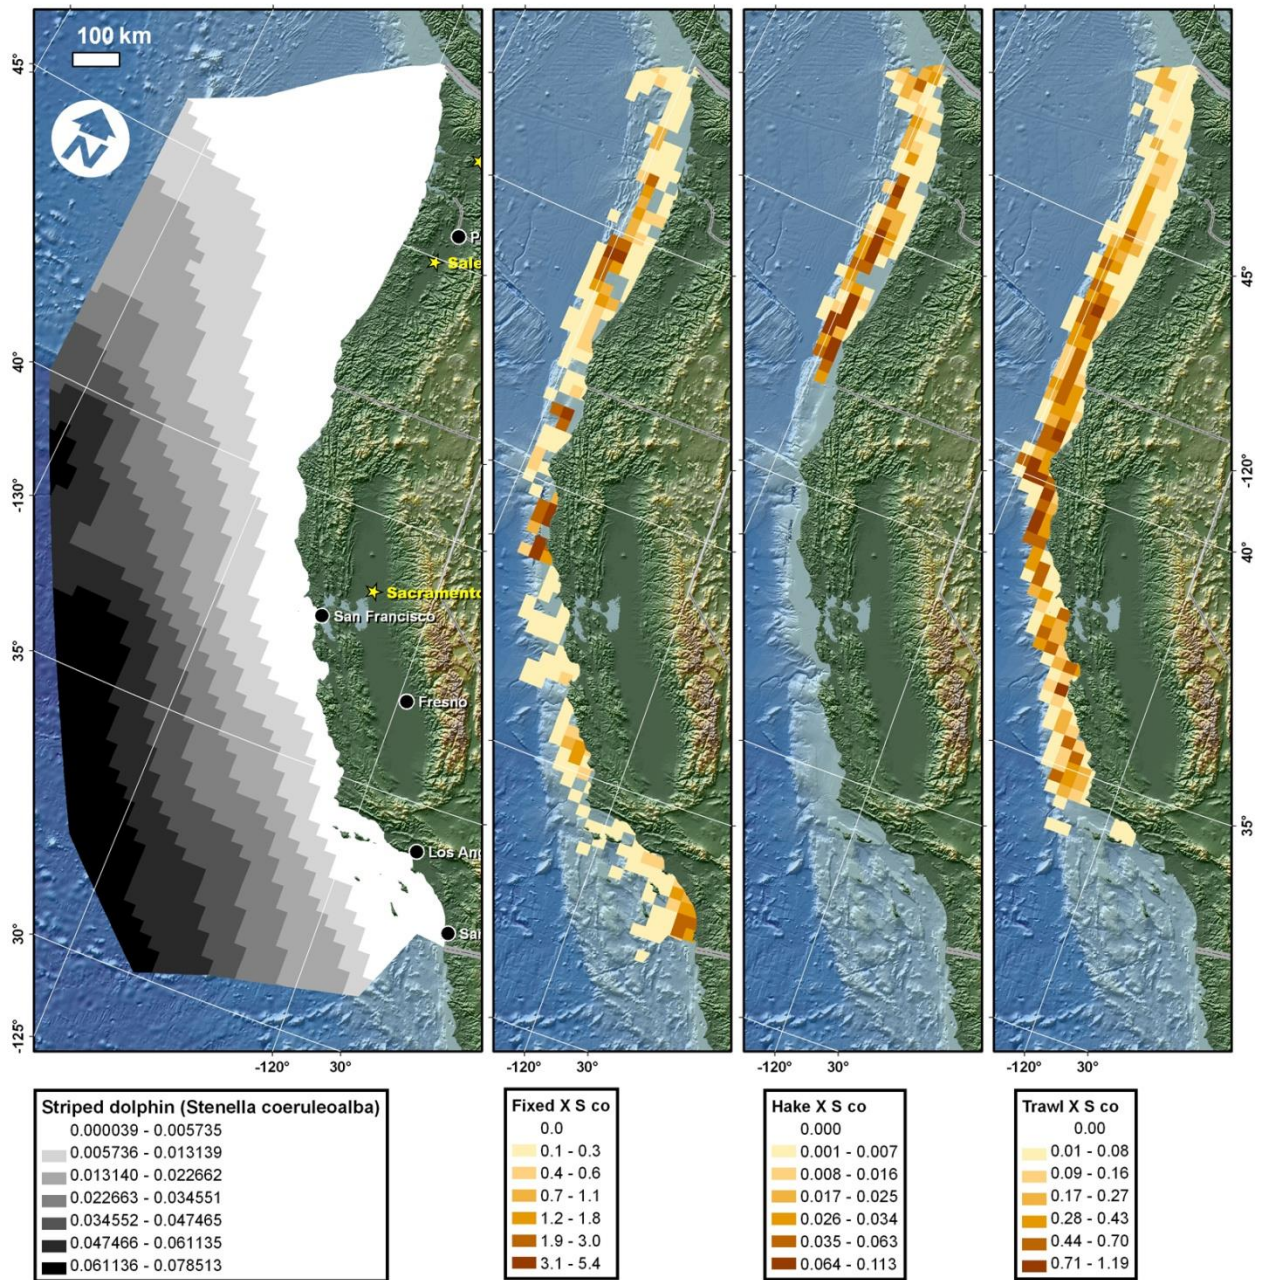 100 km
45°
N
P
Sale
40°
-130°
Sacramento
San Francisco
35°
Fresno
Los An
30°
Sa
-125°
-120° 30°
-120° 30°
-120° 30°
-120° 30°
45°
-120°
40°
35°
Striped dolphin (Stenella coeruleoalba)
0.000039 - 0.005735
0.005736 - 0.013139
0.013140 - 0.022662
0.022663 - 0.034551
0.034552 - 0.047465
0.047466 - 0.061135
0.061136 - 0.078513
Fixed X S co
0.0
0.1 - 0.3
0.4 - 0.6
0.7 - 1.1
1.2 - 1.8
1.9 - 3.0
3.1 - 5.4
Hake X S co
0.000
0.001 - 0.007
0.008 - 0.016
0.017 - 0.025
0.026 - 0.034
0.035 - 0.063
0.064 - 0.113
Trawl X S co
0.00
0.01 - 0.08
0.09 - 0.16
0.17 - 0.27
0.28 - 0.43
0.44 - 0.70
0.71 - 1.19